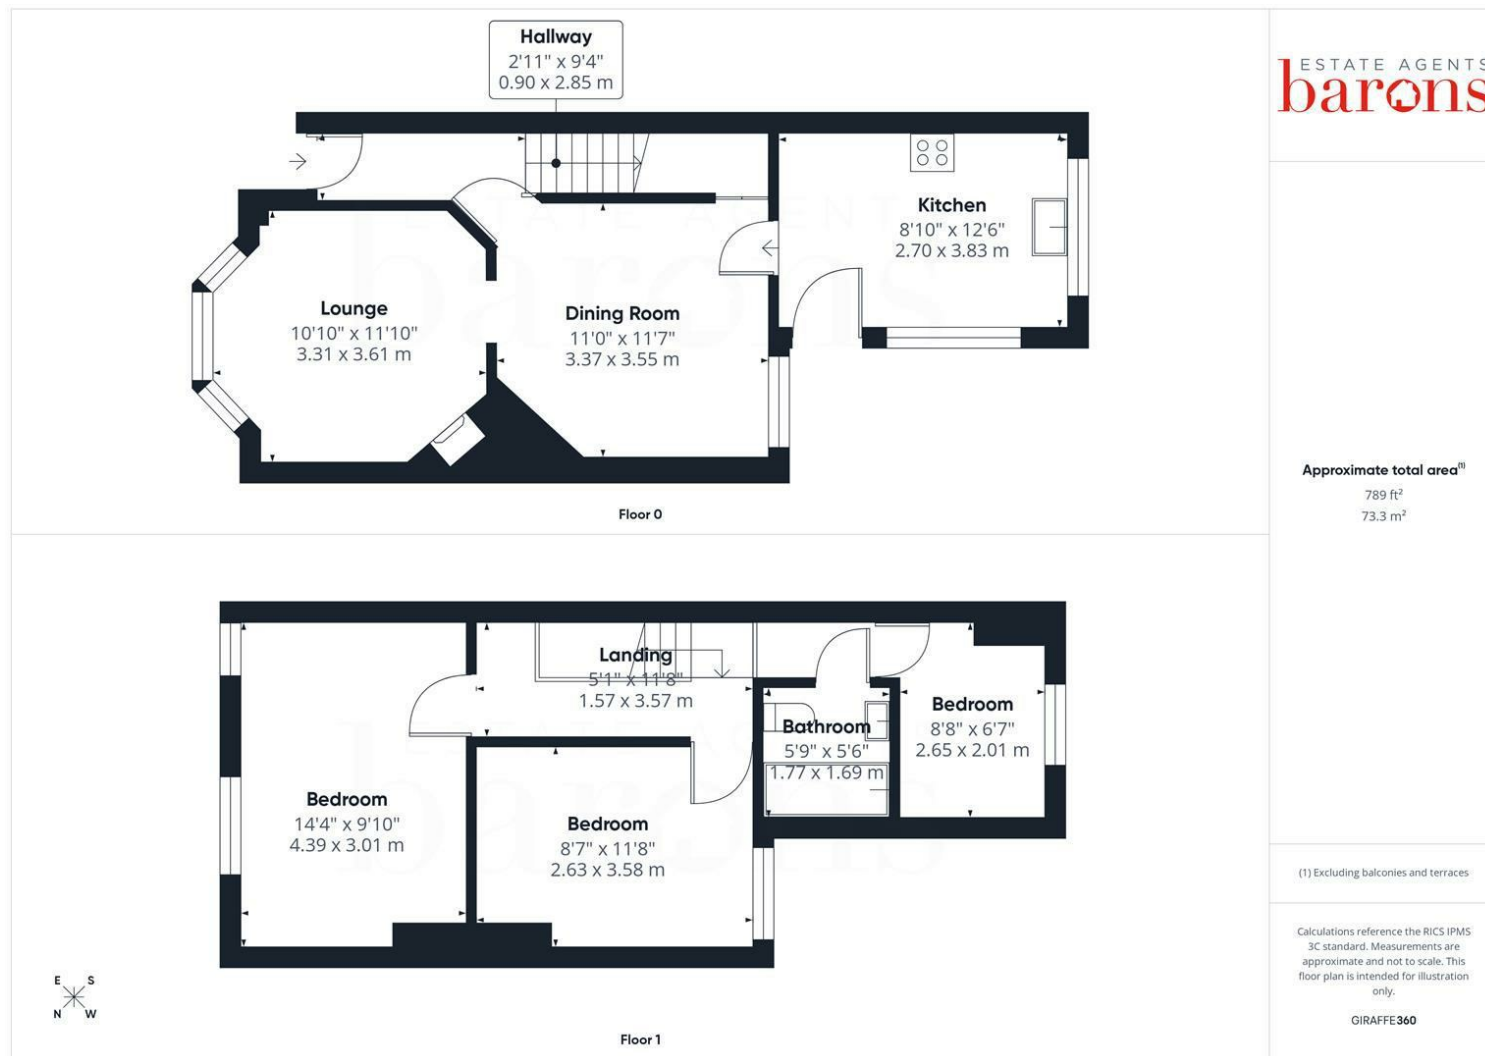 Hallway
2'11" x 9'4"
0.90 x 2.85 m
Kitchen
8'10" x 12'6"
2.70 x 3.83 m
Lounge
10'10" x 11'10"
3.31 x 3.61 m
Dining Room
11'0" x 11'7"
3.37 x 3.55 m
ESTATE AGENTS
barons
Floor 0
Landing
5'1" x 11'8"
1.57 x 3.57 m
Bathroom
5'9" x 5'6"
1.77 x 1.69 m
Bedroom
8'8" x 6'7"
2.65 x 2.01 m
Bedroom
14'4" x 9'10"
4.39 x 3.01 m
Bedroom
8'7" x 11'8"
2.63 x 3.58 m
barons
E S
N W
Floor 1
ESTATE AGENTS
barons
Approximate total area(1)
789 ft²
73.3 m²
(1) Excluding balconies and terraces
Calculations reference the RICS IPMS
3C standard. Measurements are
approximate and not to scale. This
floor plan is intended for illustration
only.
GIRAFFE360